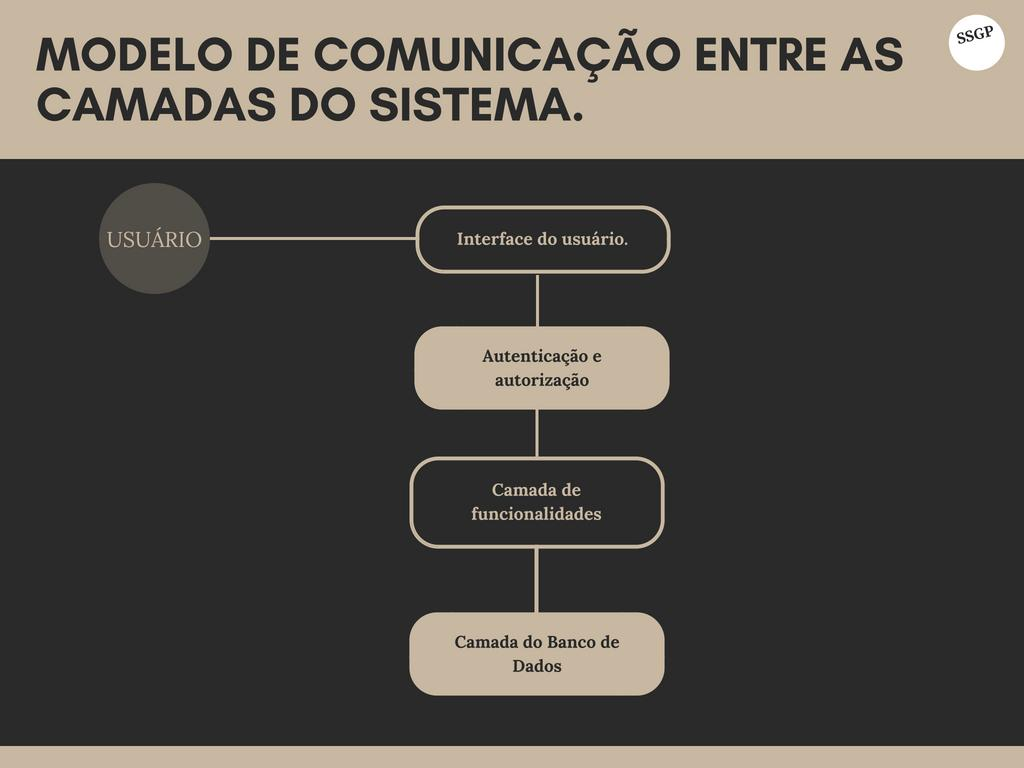 MODELO DE COMUNICAÇÃO ENTRE AS
CAMADAS DO SISTEMA.
SSGP
USUÁRIO
Interface do usuário.
Autenticação e
autorização
Camada de
funcionalidades
Camada do Banco de
Dados